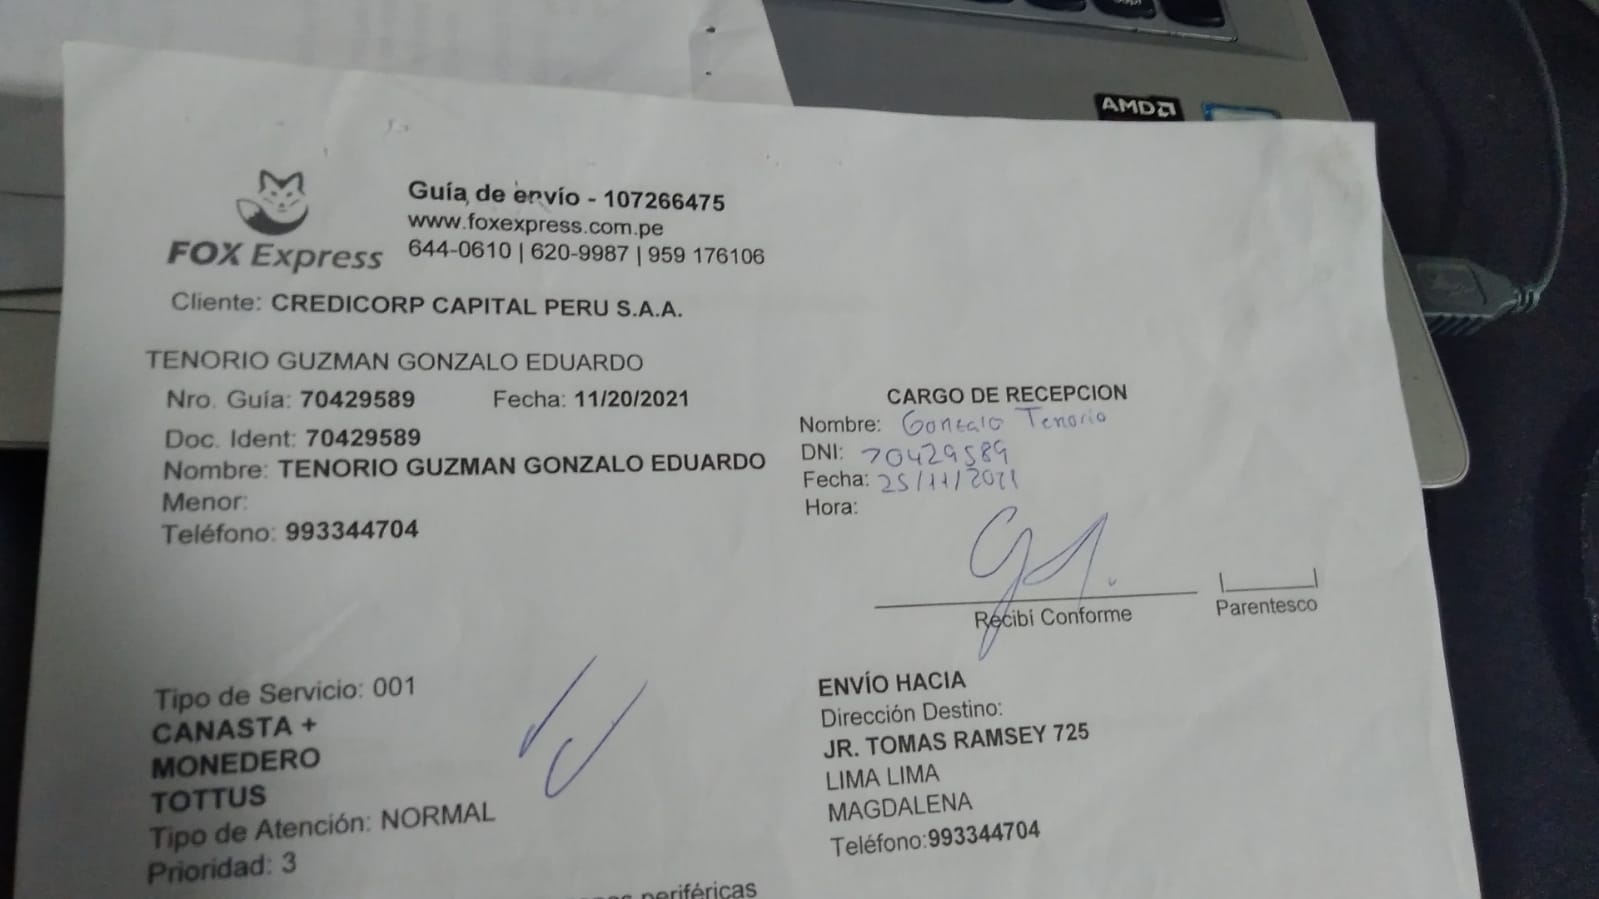 AMD
FOX Express
Guía de envío - 107266475
www.foxexpress.com.pe
644-0610 | 620-9987 | 959 176106
Cliente: CREDICORP CAPITAL PERU S.A.A.
TENORIO GUZMAN GONZALO EDUARDO
Nro. Guía: 70429589 Fecha: 11/20/2021
Doc. Ident: 70429589
Nombre: TENORIO GUZMAN GONZALO EDUARDO
Menor:
Teléfono: 993344704
CARGO DE RECEPCION
Nombre: Gonzalo Tenorio
DNI: 70429589
Fecha: 25/11/2021
Hora:
Recibi Conforme
Parentesco
Tipo de Servicio: 001
CANASTA +
MONEDERO
TOTTUS
Tipo de Atención: NORMAL
Prioridad: 3
ENVÍO HACIA
Dirección Destino:
JR. TOMAS RAMSEY 725
LIMA LIMA
MAGDALENA
Teléfono:993344704
periféricas